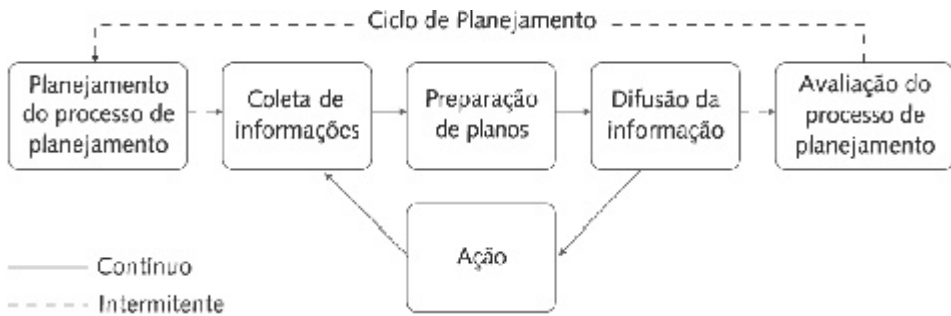 Ciclo de Planejamento
Planejamento
do processo de
planejamento
Coleta de
informações
Preparação
de planos
Difusão da
informação
Avaliação do
processo de
planejamento
Ação
Contínuo
Intermitente